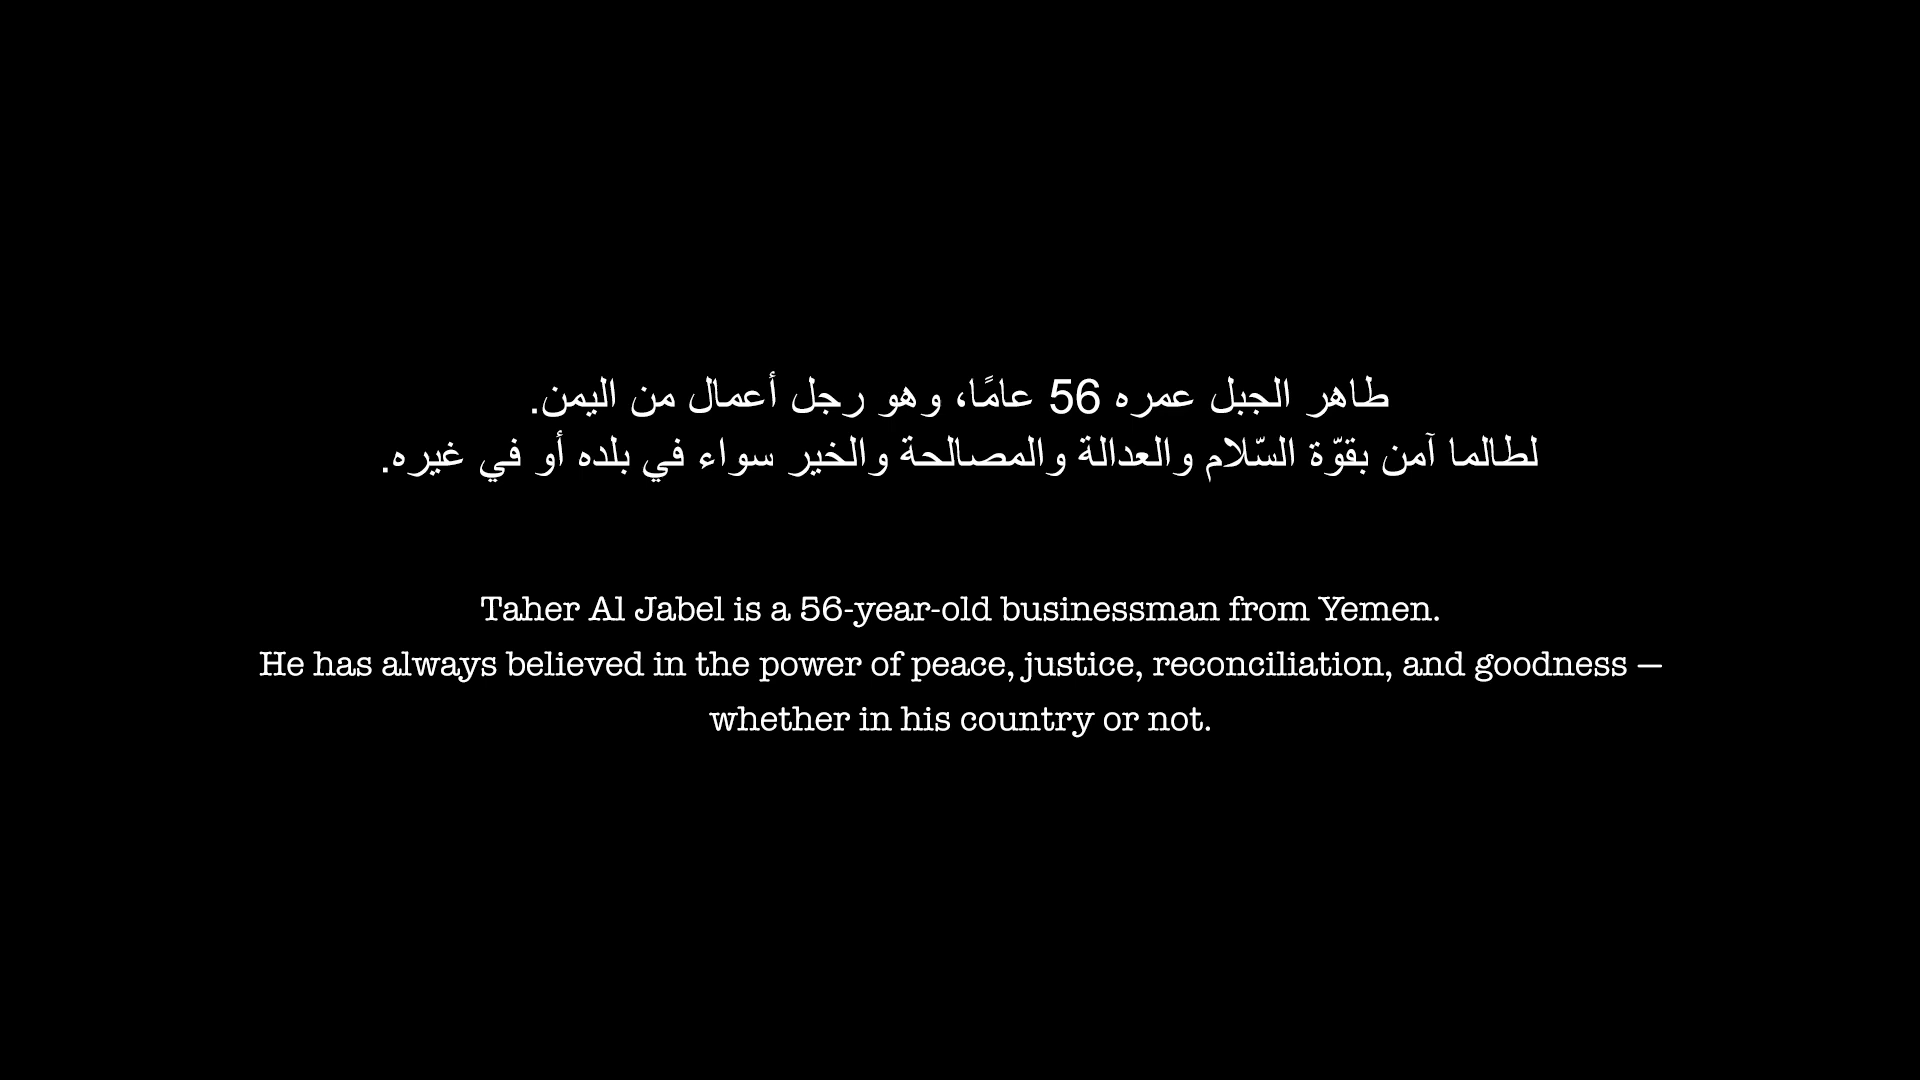 طاهر الجبل عمره 56 عامًا، وهو رجل أعمال من اليمن.
لطالما آمن بقوّة السّلام والعدالة والمصالحة والخير سواء في بلده أو في غيره.
Taher Al Jabel is a 56-year-old businessman from Yemen.
He has always believed in the power of peace, justice, reconciliation, and goodness —
whether in his country or not.